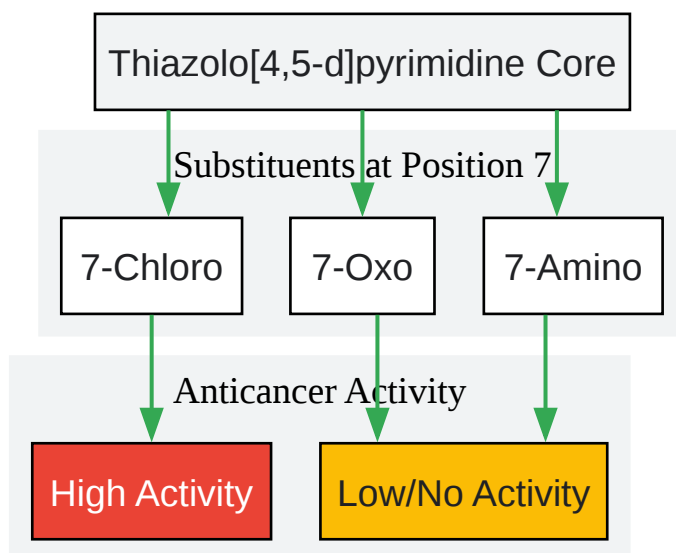 Thiazolo[4,5-d]pyrimidine Core
Substituents at Position 7
7-Chloro
7-Oxo
7-Amino
Anticancer Activity
High Activity
Low/No Activity